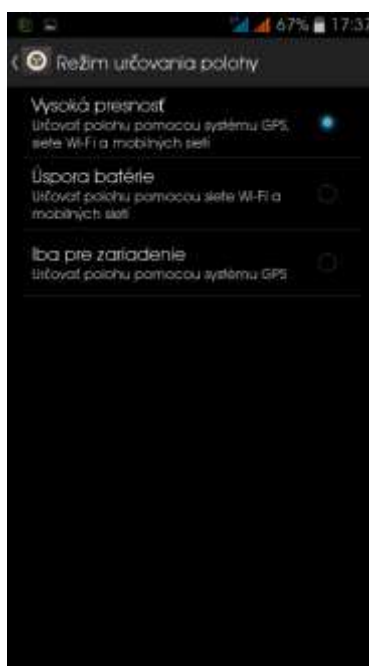 67% 17:37
Režim určovania polohy
Vysoká presnosť
Určovať polohu pomocou systému GPS,
siete Wi-Fi a mobilných sietí
Úspora batérie
Určovať polohu pomocou siete Wi-Fi a
mobilných sietí
Iba pre zariadenie
Určovať polohu pomocou systému GPS